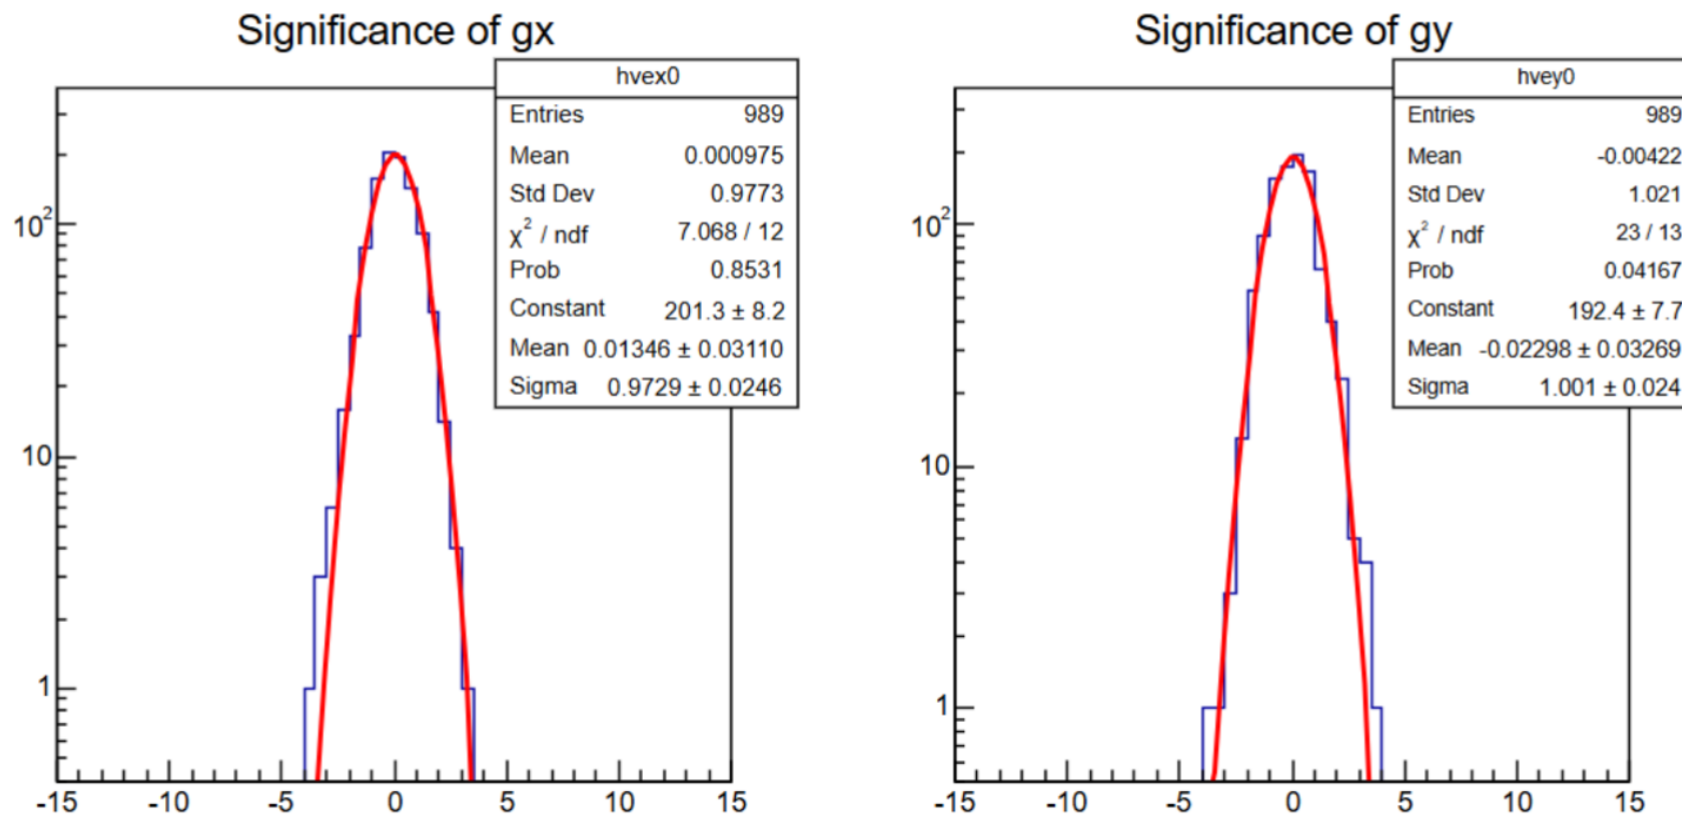 Significance of gx
hvex0
Entries 989
Mean 0.000975
Std Dev 0.9773
χ² / ndf 7.068 / 12
Prob 0.8531
Constant 201.3 ± 8.2
Mean 0.01346 ± 0.03110
Sigma 0.9729 ± 0.0246
10²
10
1
-15 -10 -5 0 5 10 15
Significance of gy
hvey0
Entries 989
Mean -0.00422
Std Dev 1.021
χ² / ndf 23 / 13
Prob 0.04167
Constant 192.4 ± 7.7
Mean -0.02298 ± 0.03269
Sigma 1.001 ± 0.024
10²
10
1
-15 -10 -5 0 5 10 15